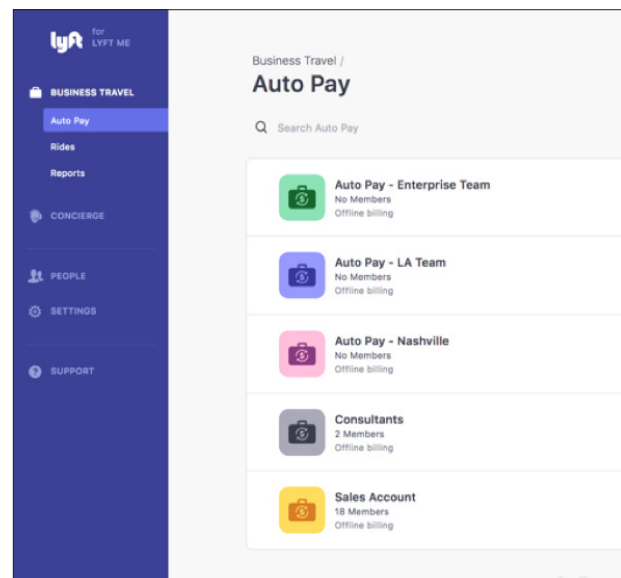 lyft for
LYFT ME
BUSINESS TRAVEL
Auto Pay
Rides
Reports
CONCIERGE
PEOPLE
SETTINGS
SUPPORT
Business Travel /
Auto Pay
Search Auto Pay
Auto Pay - Enterprise Team
No Members
Offline billing
Auto Pay - LA Team
No Members
Offline billing
Auto Pay - Nashville
No Members
Offline billing
Consultants
2 Members
Offline billing
Sales Account
18 Members
Offline billing